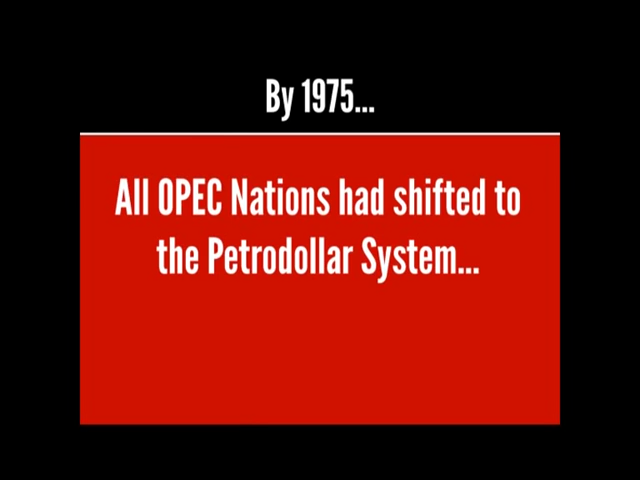 By 1975...
All OPEC Nations had shifted to
the Petrodollar System...